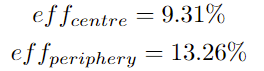 eff_centre = 9.31%
eff_periphery = 13.26%